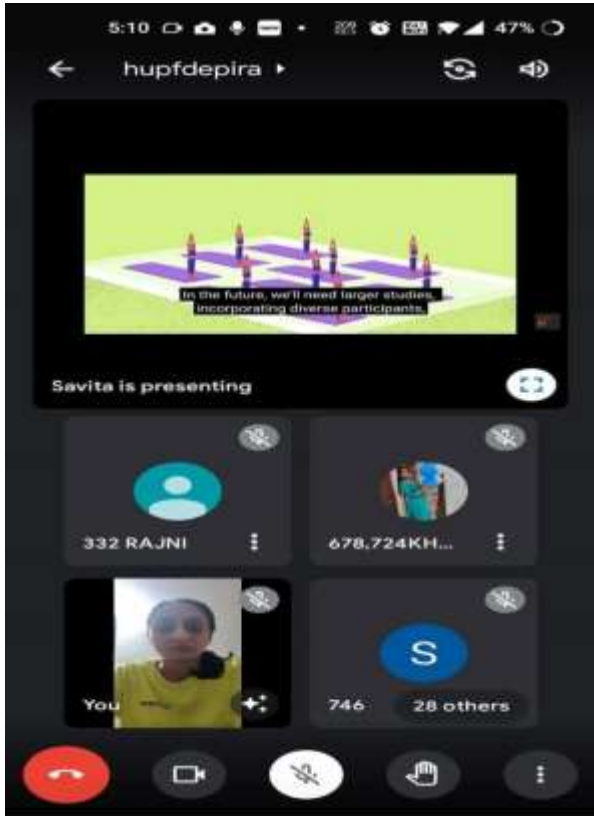 5:10
47%
hupfdepira
In the future, we'll need larger studies,
incorporating diverse participants,
Savita is presenting
332 RAJNI
678,724KH...
You
S
746
28 others